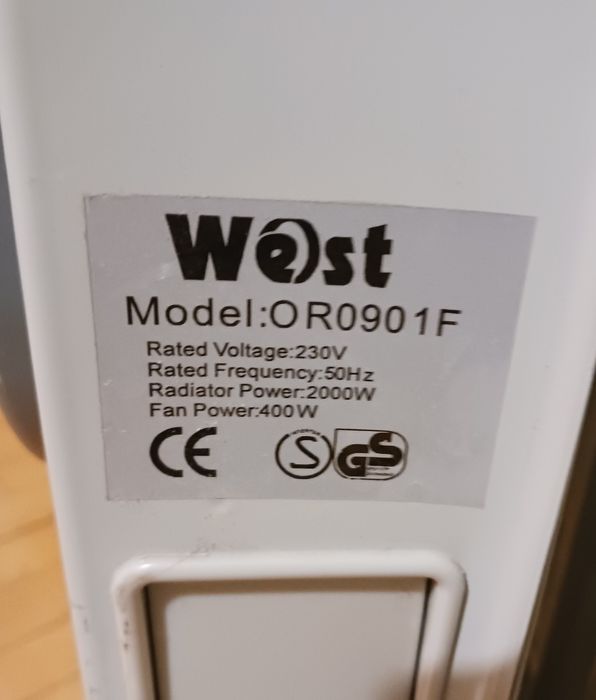 West
Model:OR0901F
Rated Voltage:230V
Rated Frequency:50Hz
Radiator Power:2000W
Fan Power:400W
CE
S GS